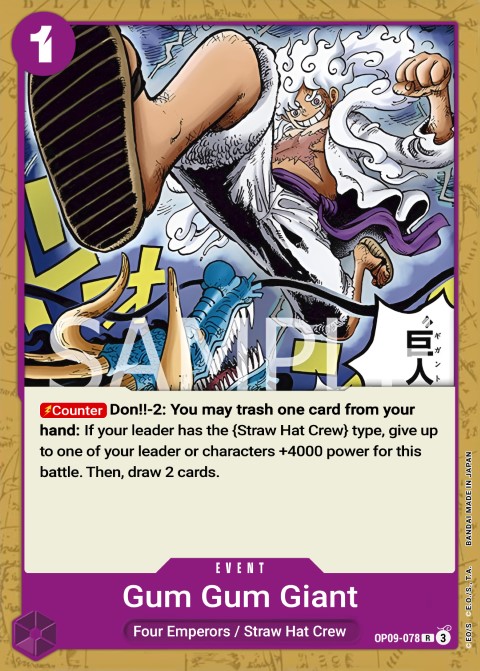 1
SAMPLE
巨人
ギガント
⚡Counter Don!!-2: You may trash one card from your
hand: If your leader has the {Straw Hat Crew} type, give up
to one of your leader or characters +4000 power for this
battle. Then, draw 2 cards.
EVENT
Gum Gum Giant
Four Emperors / Straw Hat Crew
OP09-078 R 3
©E.O./S. ©E.O./S., T.A. BANDAI MADE IN JAPAN